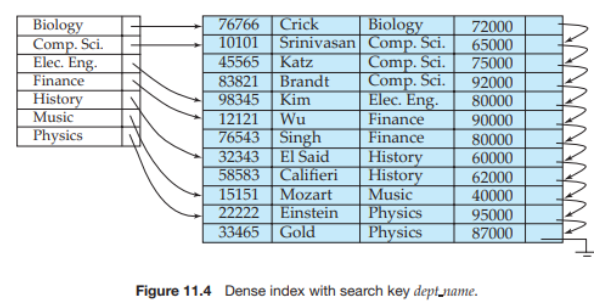 Biology
Comp. Sci.
Elec. Eng.
Finance
History
Music
Physics
76766 Crick Biology 72000
10101 Srinivasan Comp. Sci. 65000
45565 Katz Comp. Sci. 75000
83821 Brandt Comp. Sci. 92000
98345 Kim Elec. Eng. 80000
12121 Wu Finance 90000
76543 Singh Finance 80000
32343 El Said History 60000
58583 Califieri History 62000
15151 Mozart Music 40000
22222 Einstein Physics 95000
33465 Gold Physics 87000
Figure 11.4 Dense index with search key dept_name.